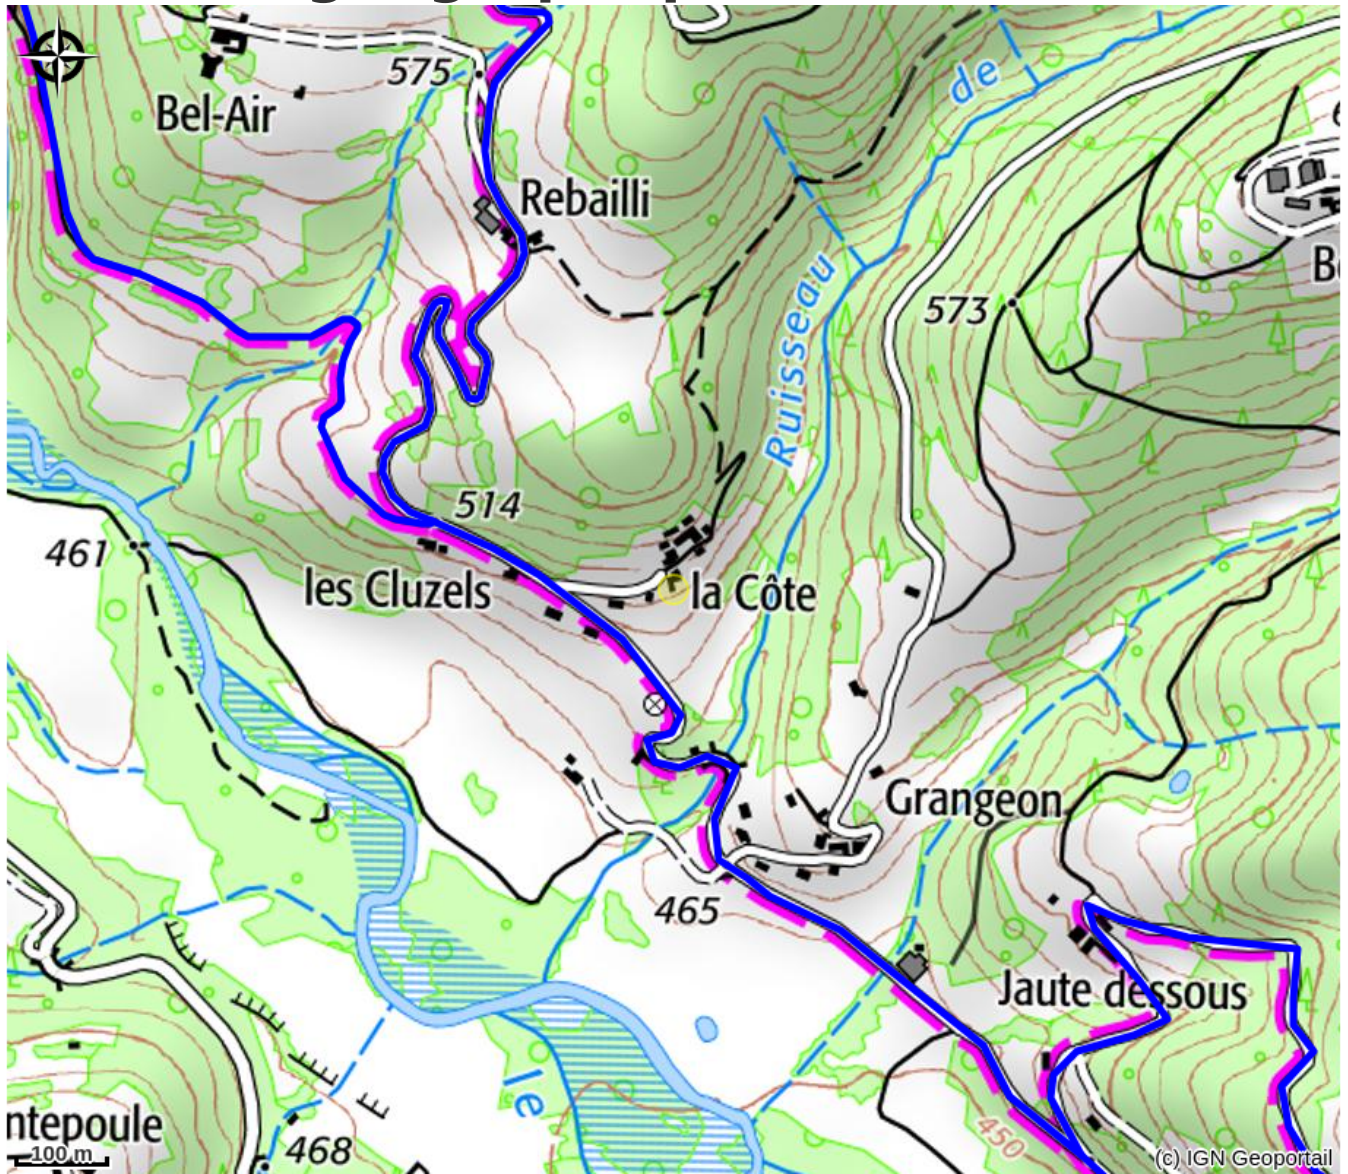 de
575
Bel-Air
Rebailli
573
Ruisseau
514
461
les Cluzels
la Côte
Grangeon
465
Jaute dessous
le
450
ntepoule
468
100 m
(c) IGN Geoportail